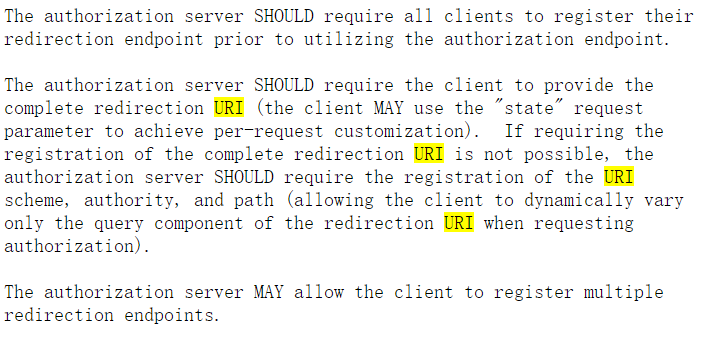 The authorization server SHOULD require all clients to register their
redirection endpoint prior to utilizing the authorization endpoint.
The authorization server SHOULD require the client to provide the
complete redirection URI (the client MAY use the "state" request
parameter to achieve per-request customization).  If requiring the
registration of the complete redirection URI is not possible, the
authorization server SHOULD require the registration of the URI
scheme, authority, and path (allowing the client to dynamically vary
only the query component of the redirection URI when requesting
authorization).
The authorization server MAY allow the client to register multiple
redirection endpoints.